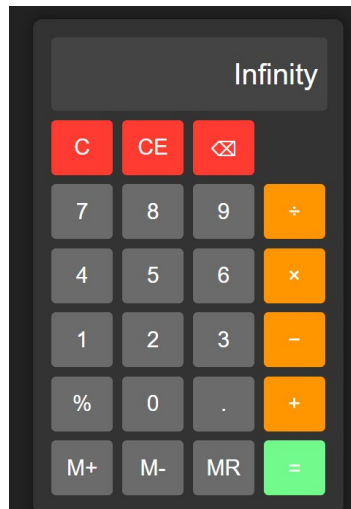 Infinity
C CE ⌫
7 8 9 ÷
4 5 6 ×
1 2 3 −
% 0 . +
M+ M- MR =